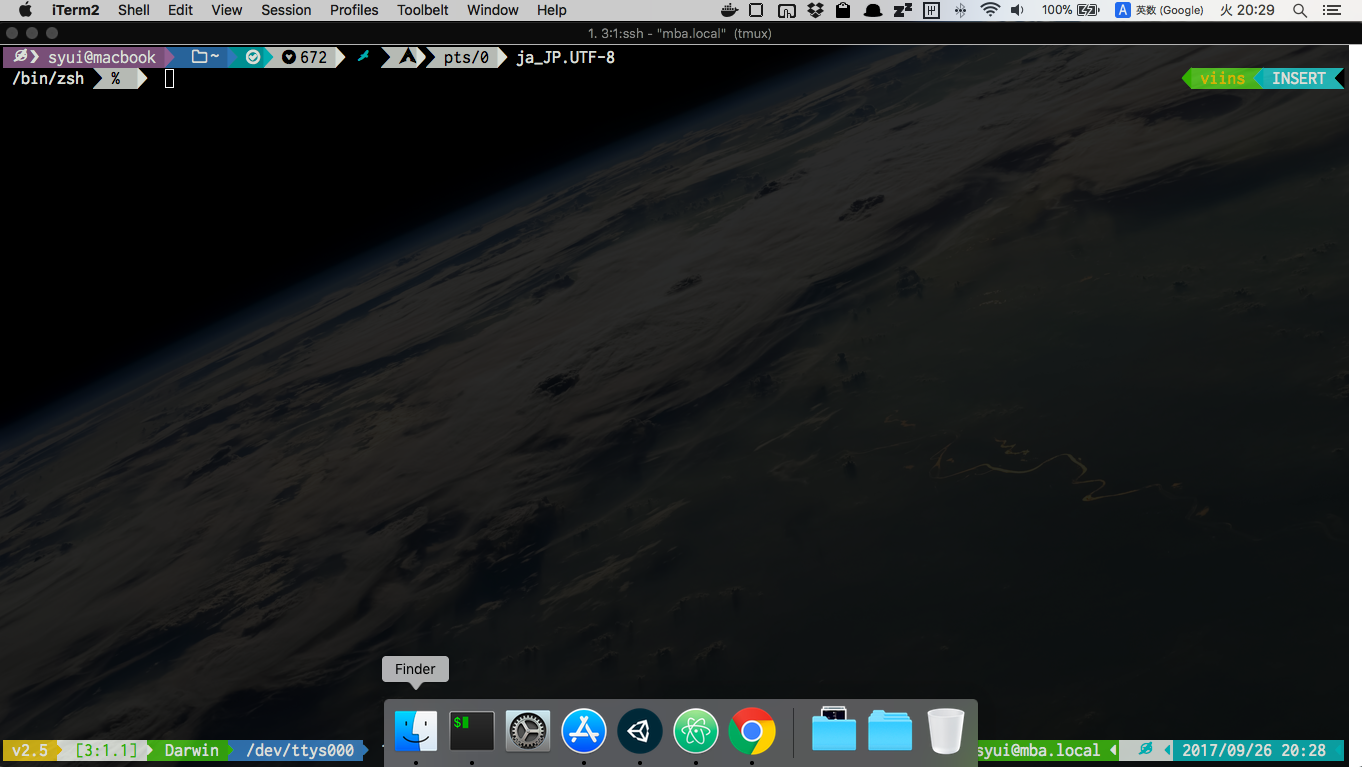 iTerm2 Shell Edit View Session Profiles Toolbelt Window Help 100% A 英数 (Google) 火 20:29
1. 3:1:ssh - "mba.local" (tmux)
syui@macbook ~ 672 pts/0 ja_JP.UTF-8
/bin/zsh % viins INSERT
Finder
$
v2.5 [3:1.1] Darwin /dev/ttys000 syui@mba.local 2017/09/26 20:28